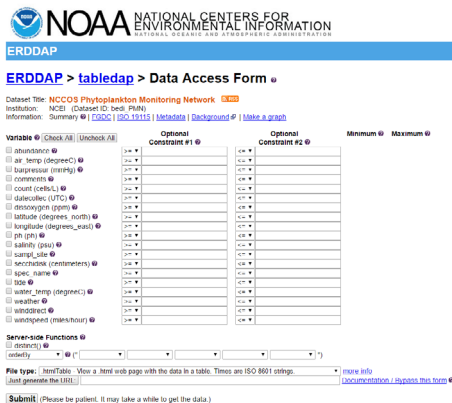 NOAA NATIONAL CENTERS FOR
ENVIRONMENTAL INFORMATION
NATIONAL OCEANIC AND ATMOSPHERIC ADMINISTRATION
ERDDAP
ERDDAP > tabledap > Data Access Form
Dataset Title: NCCOS Phytoplankton Monitoring Network
Institution: NCEI (Dataset ID: bedi_PMN)
Information: Summary | FGDC | ISO 19115 | Metadata | Background | Make a graph
Variable Check All Uncheck All Optional Constraint #1 Optional Constraint #2 Minimum Maximum
abundance >= <=
air_temp (degreeC) >= <=
barpressur (mmHg) >= <=
comments >= <=
count (cells/L) >= <=
datecollec (UTC) >= <=
dissoxygen (ppm) >= <=
latitude (degrees_north) >= <=
longitude (degrees_east) >= <=
ph (ph) >= <=
salinity (psu) >= <=
sampl_site >= <=
secchidisk (centimeters) >= <=
spec_name >= <=
tide >= <=
water_temp (degreeC) >= <=
weather >= <=
winddirect >= <=
windspeed (miles/hour) >= <=
Server-side Functions
distinct()
orderBy (" ")
File type: .htmlTable - View a .html web page with the data in a table. Times are ISO 8601 strings. more info
Just generate the URL: Documentation / Bypass this form
Submit (Please be patient. It may take a while to get the data.)